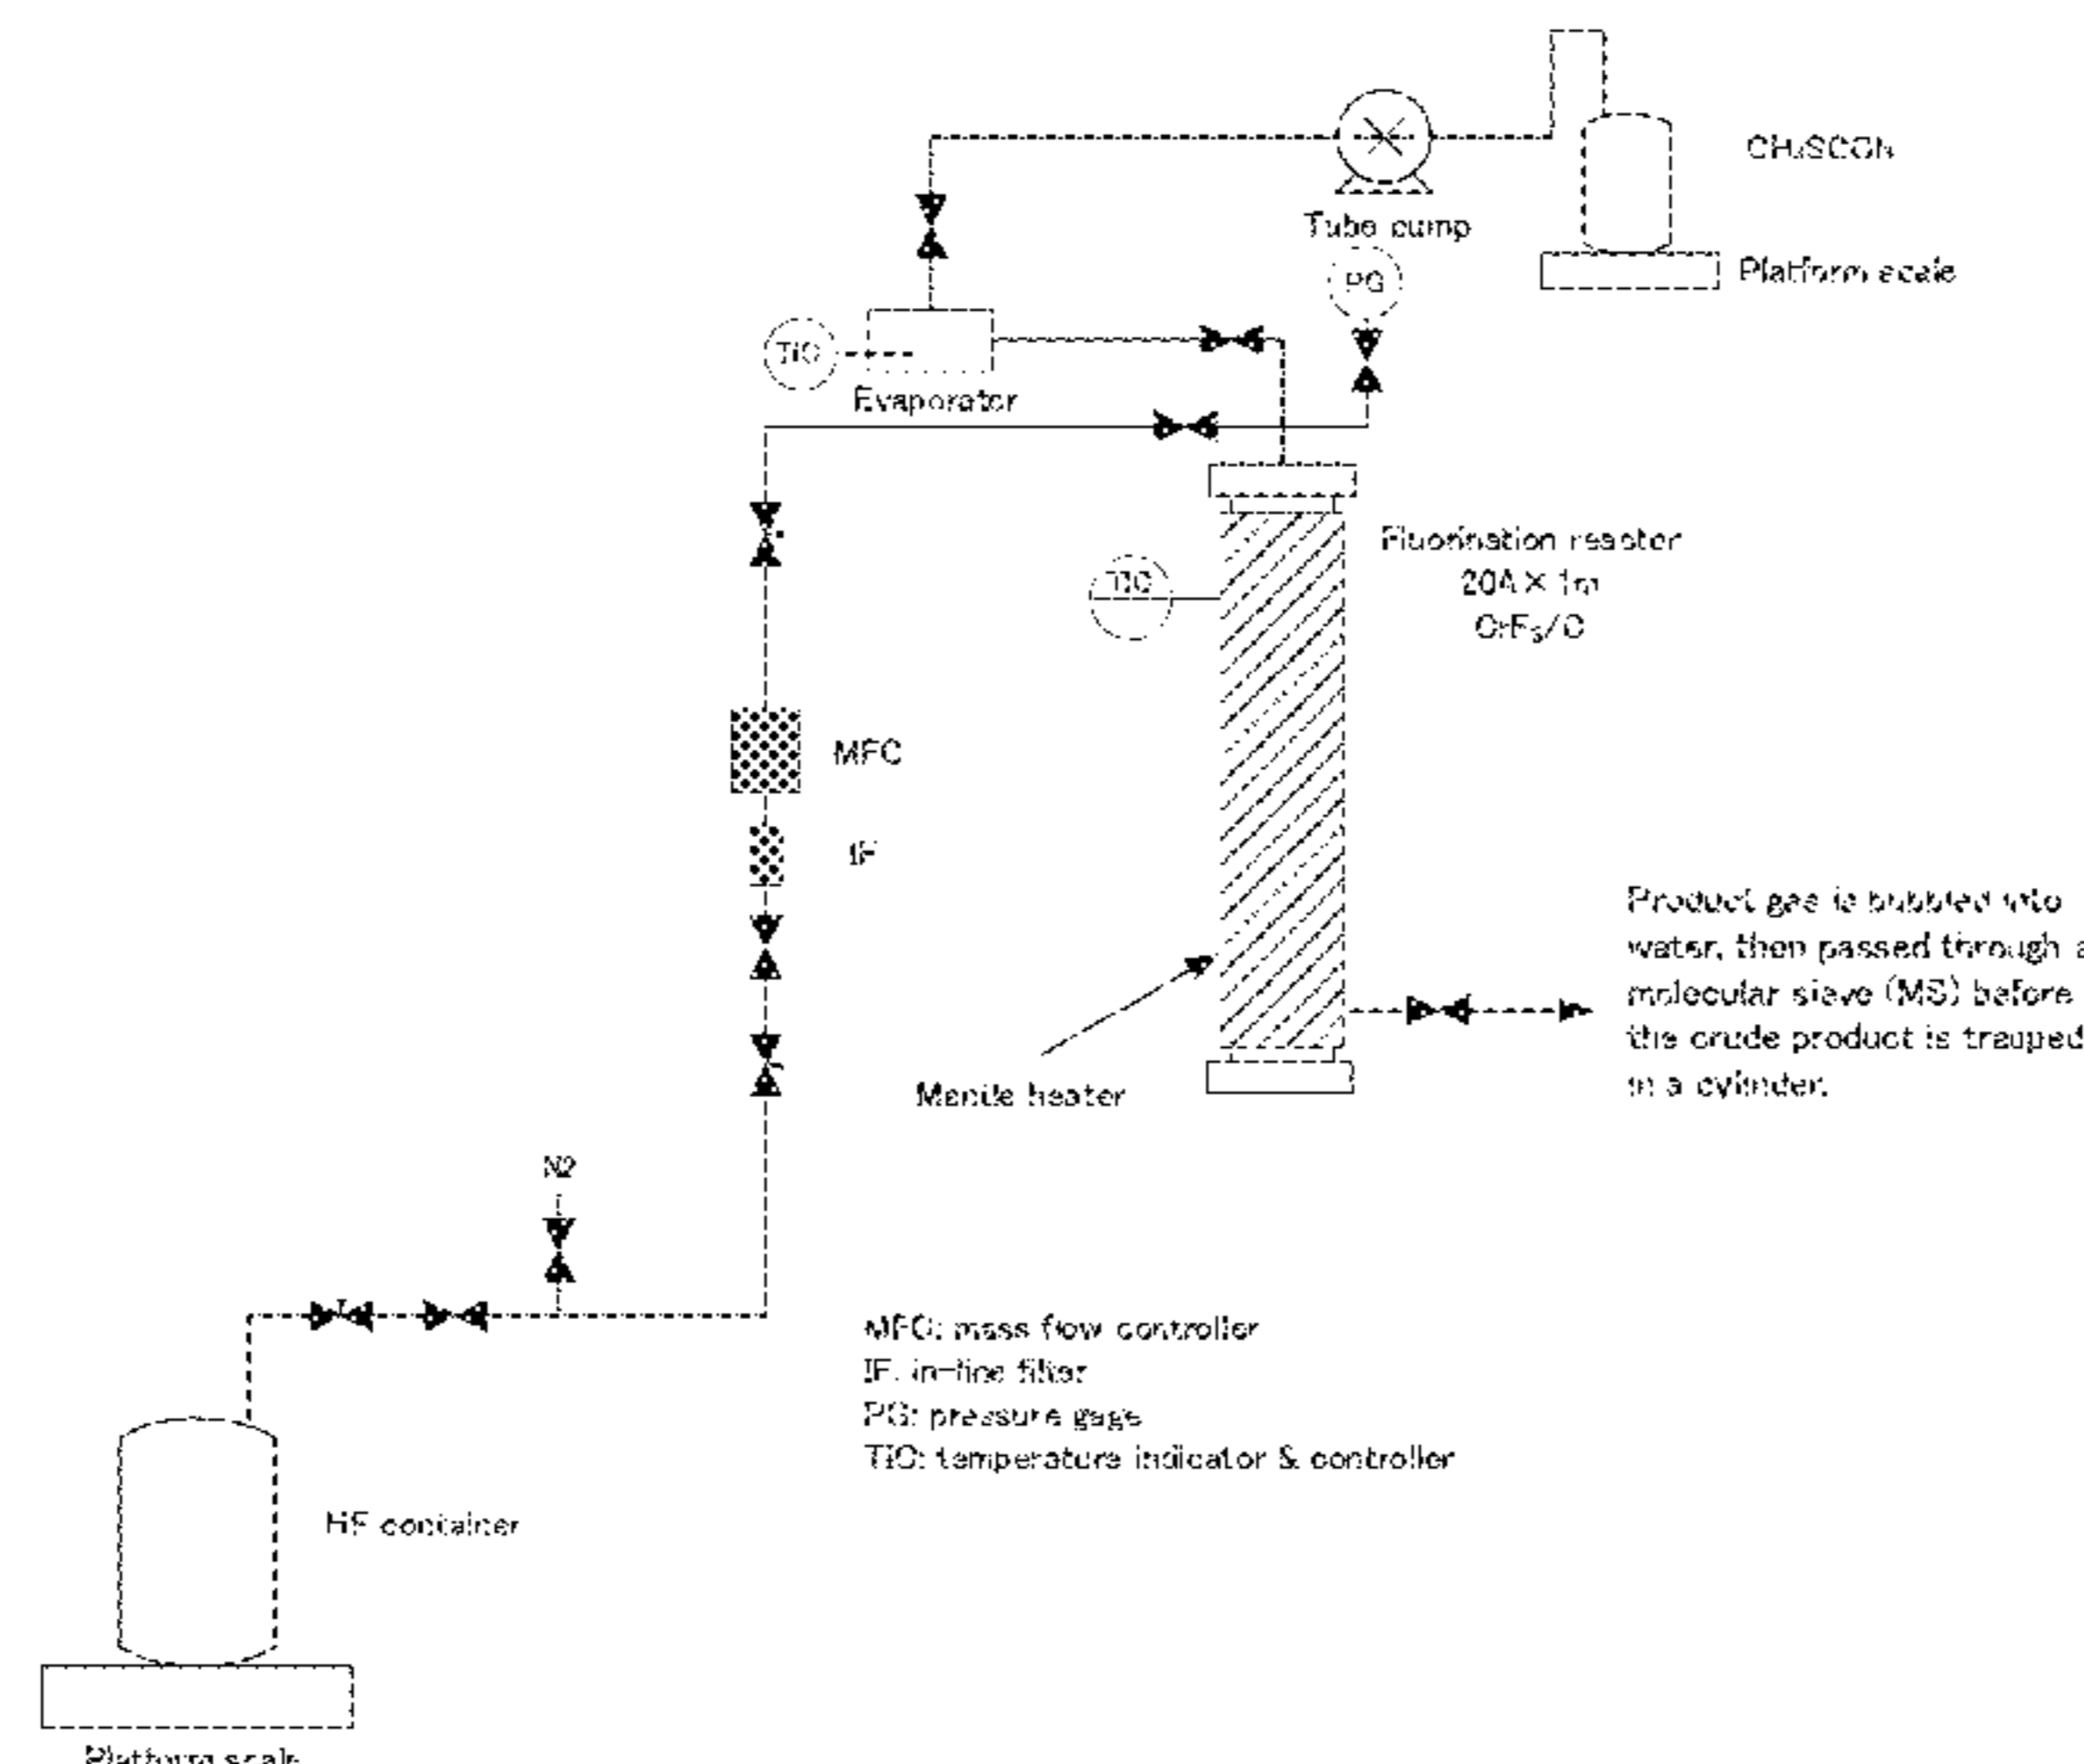 Tube pump
PG
Platform scale
TIC
Evaporator
Fluorination reactor
20A × 1m
CrF₃/C
TIC
MFC
IF
Product gas is bubbled into
water, then passed through a
molecular sieve (MS) before
the crude product is trapped
in a cylinder.
Mantle heater
N2
MFC: mass flow controller
IF: in-line filter
PG: pressure gage
TIC: temperature indicator & controller
HF container
Platform scale